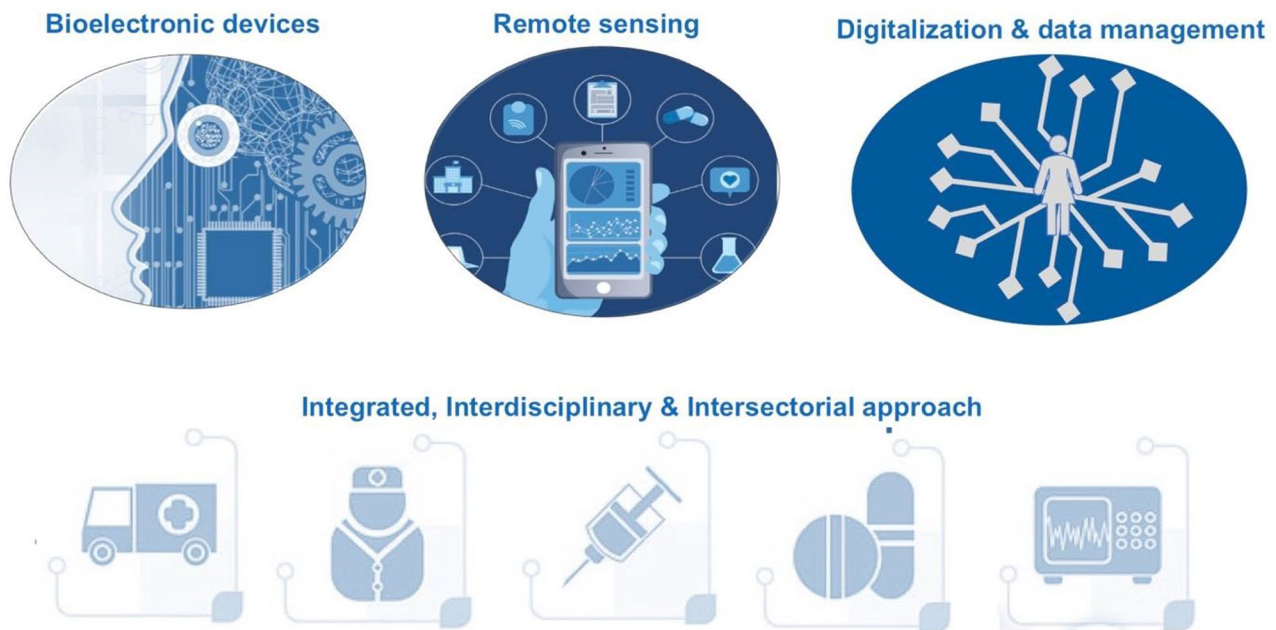 Bioelectronic devices
Remote sensing
Digitalization & data management
Integrated, Interdisciplinary & Intersectorial approach